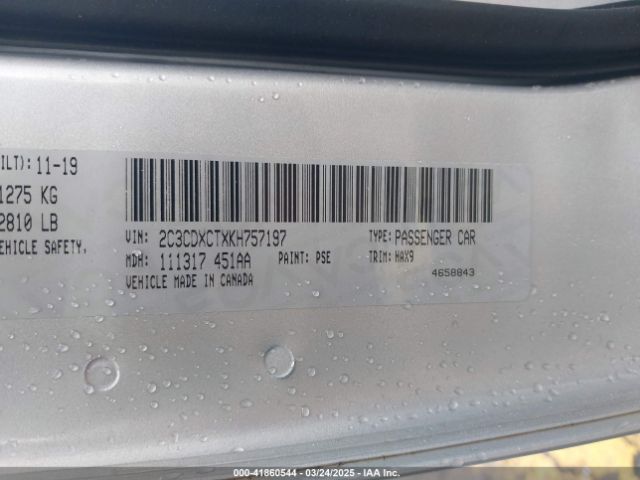 ILT): 11-19
1275 KG
2810 LB
EHICLE SAFETY.
VIN: 2C3CDXCTXKH757197 TYPE: PASSENGER CAR
MDH: 111317 451AA PAINT: PSE TRIM: HAX9
VEHICLE MADE IN CANADA 4658843
000-41860544 - 03/24/2025 - IAA Inc.